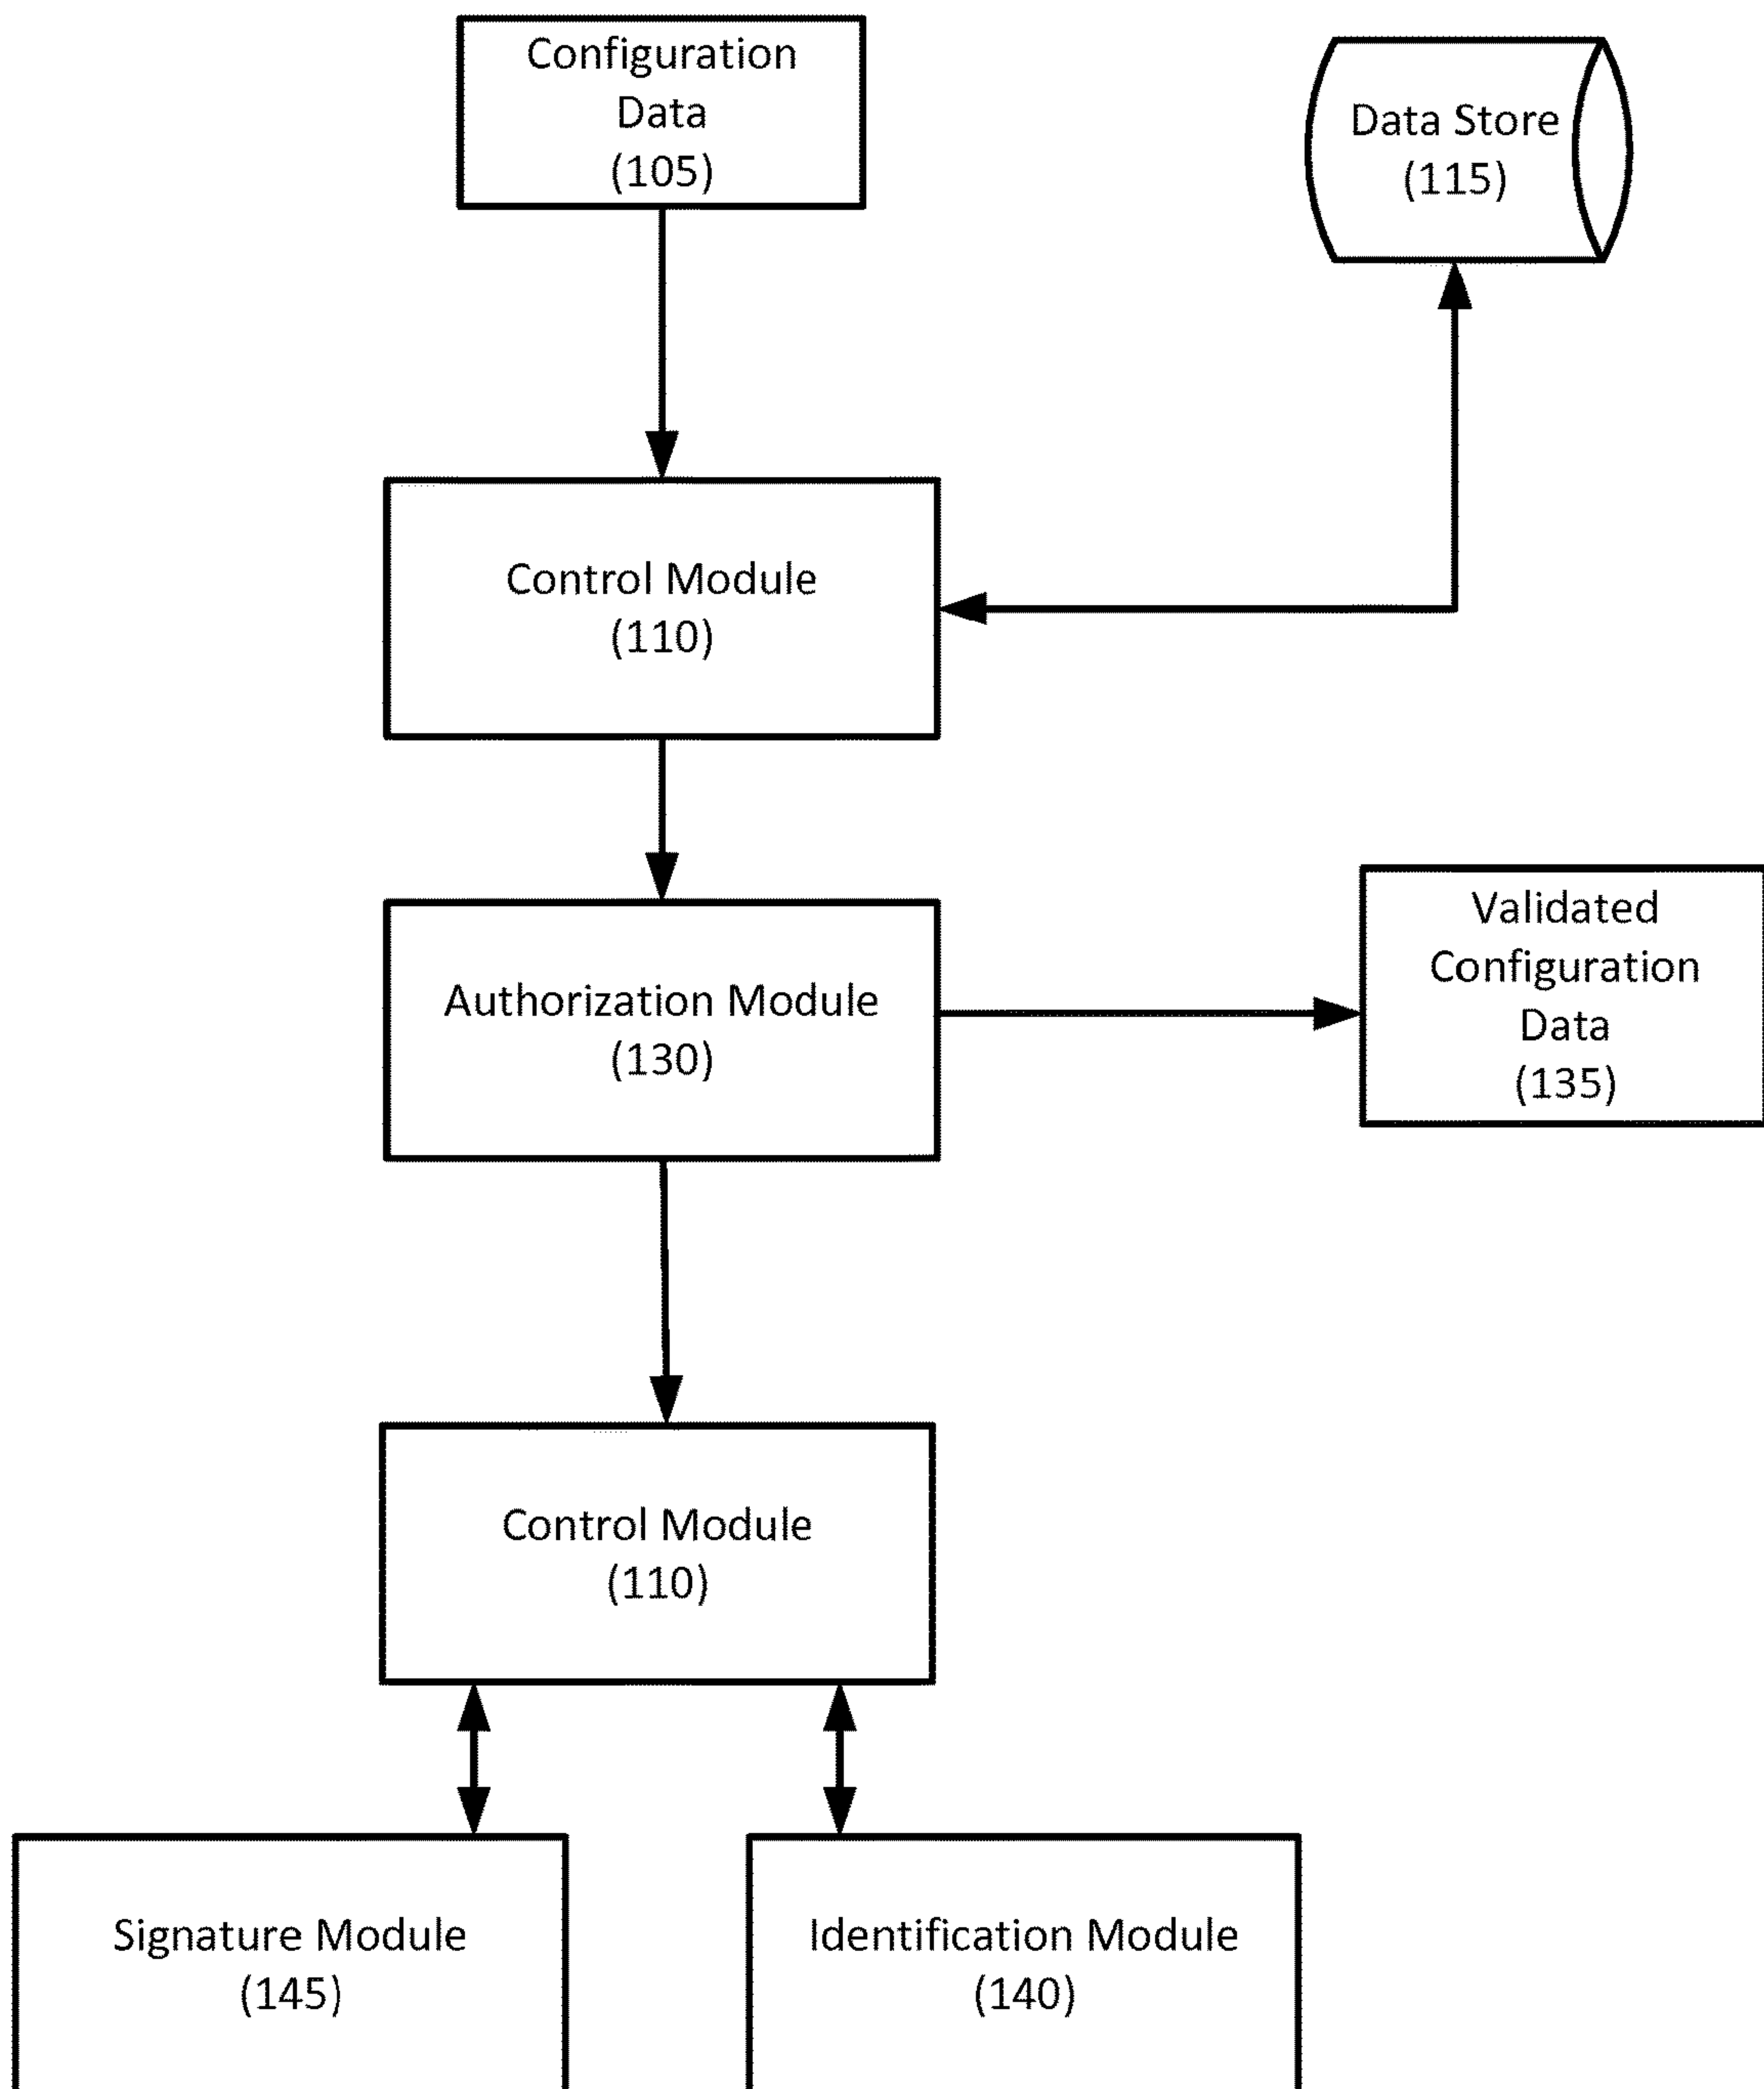 Configuration
Data
(105)
Data Store
(115)
Control Module
(110)
Authorization Module
(130)
Validated
Configuration
Data
(135)
Control Module
(110)
Signature Module
(145)
Identification Module
(140)